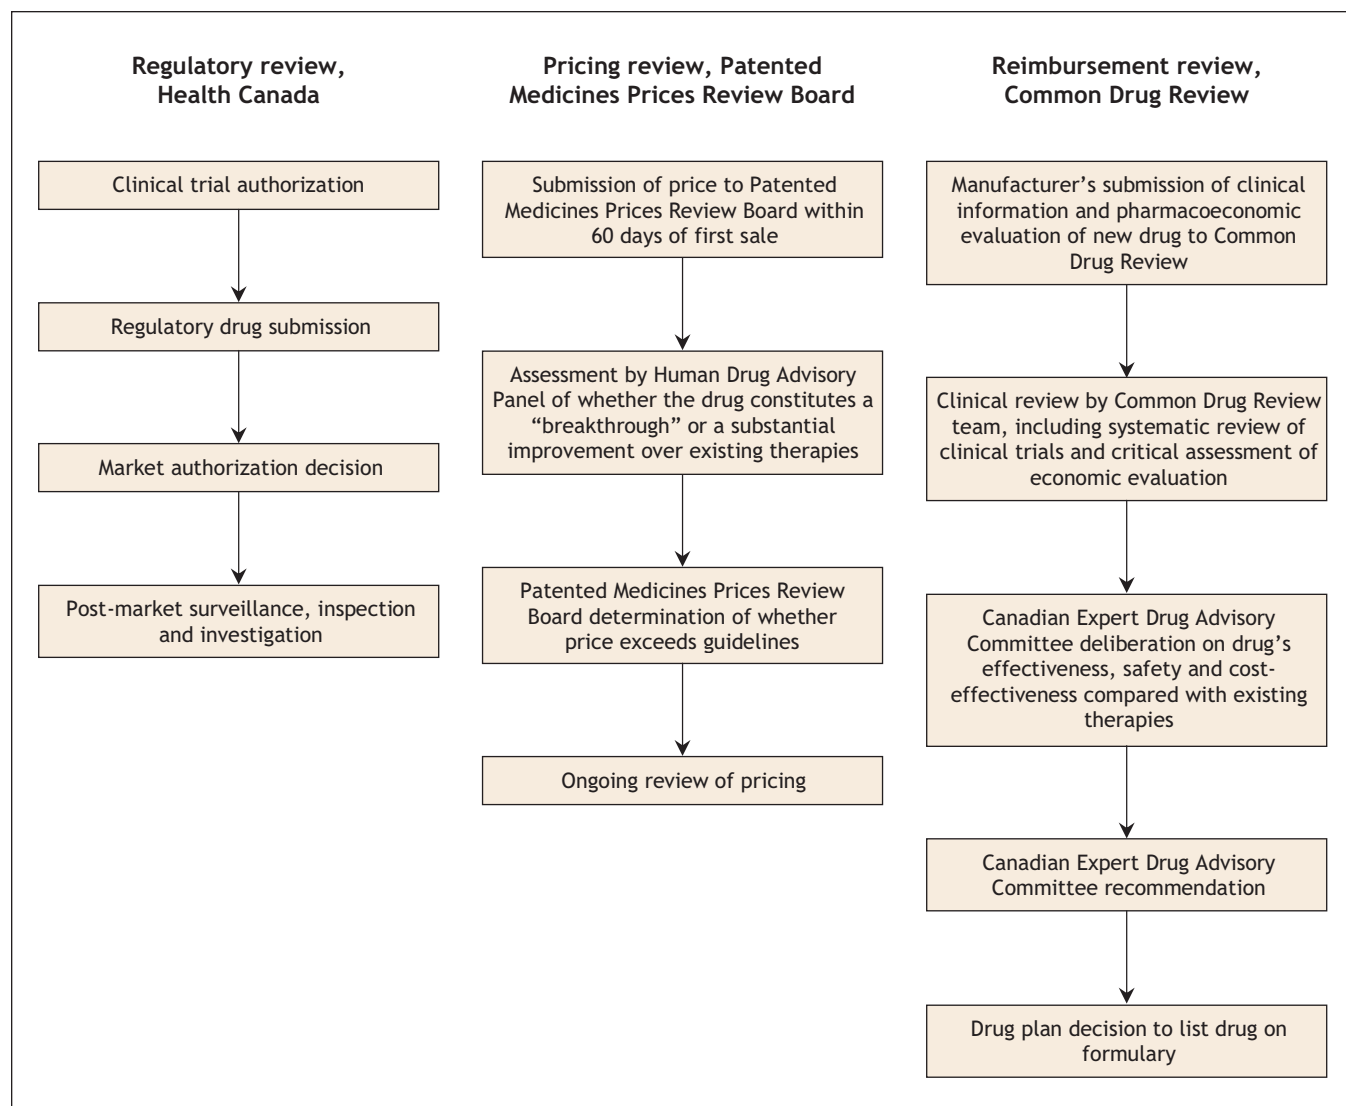 Regulatory review,
Health Canada
Clinical trial authorization
Regulatory drug submission
Market authorization decision
Post-market surveillance, inspection
and investigation
Pricing review, Patented
Medicines Prices Review Board
Submission of price to Patented
Medicines Prices Review Board within
60 days of first sale
Assessment by Human Drug Advisory
Panel of whether the drug constitutes a
“breakthrough” or a substantial
improvement over existing therapies
Patented Medicines Prices Review
Board determination of whether
price exceeds guidelines
Ongoing review of pricing
Reimbursement review,
Common Drug Review
Manufacturer’s submission of clinical
information and pharmacoeconomic
evaluation of new drug to Common
Drug Review
Clinical review by Common Drug Review
team, including systematic review of
clinical trials and critical assessment of
economic evaluation
Canadian Expert Drug Advisory
Committee deliberation on drug’s
effectiveness, safety and cost-
effectiveness compared with existing
therapies
Canadian Expert Drug Advisory
Committee recommendation
Drug plan decision to list drug on
formulary